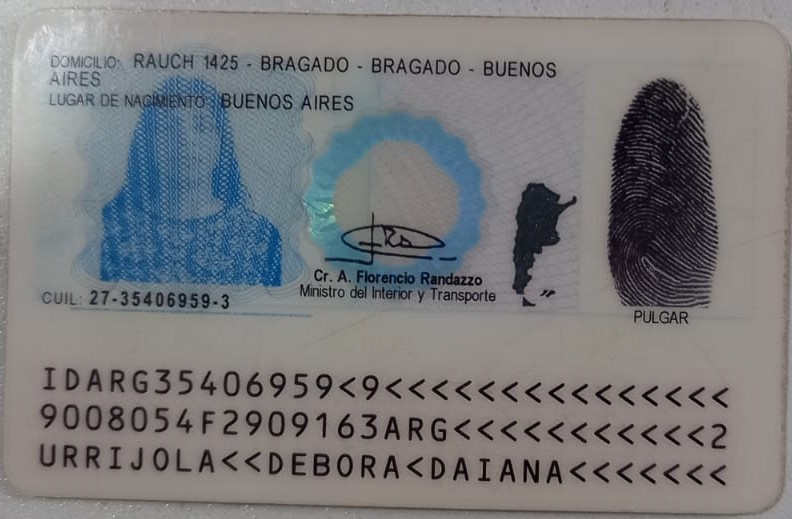 DOMICILIO: RAUCH 1425 - BRAGADO - BRAGADO - BUENOS
AIRES
LUGAR DE NACIMIENTO: BUENOS AIRES
Cr. A. Florencio Randazzo
Ministro del Interior y Transporte
CUIL: 27-35406959-3
PULGAR
IDARG35406959<9<<<<<<<<<<<<<<<
9008054F2909163ARG<<<<<<<<<<<2
URRIJOLA<<DEBORA<DAIANA<<<<<<<